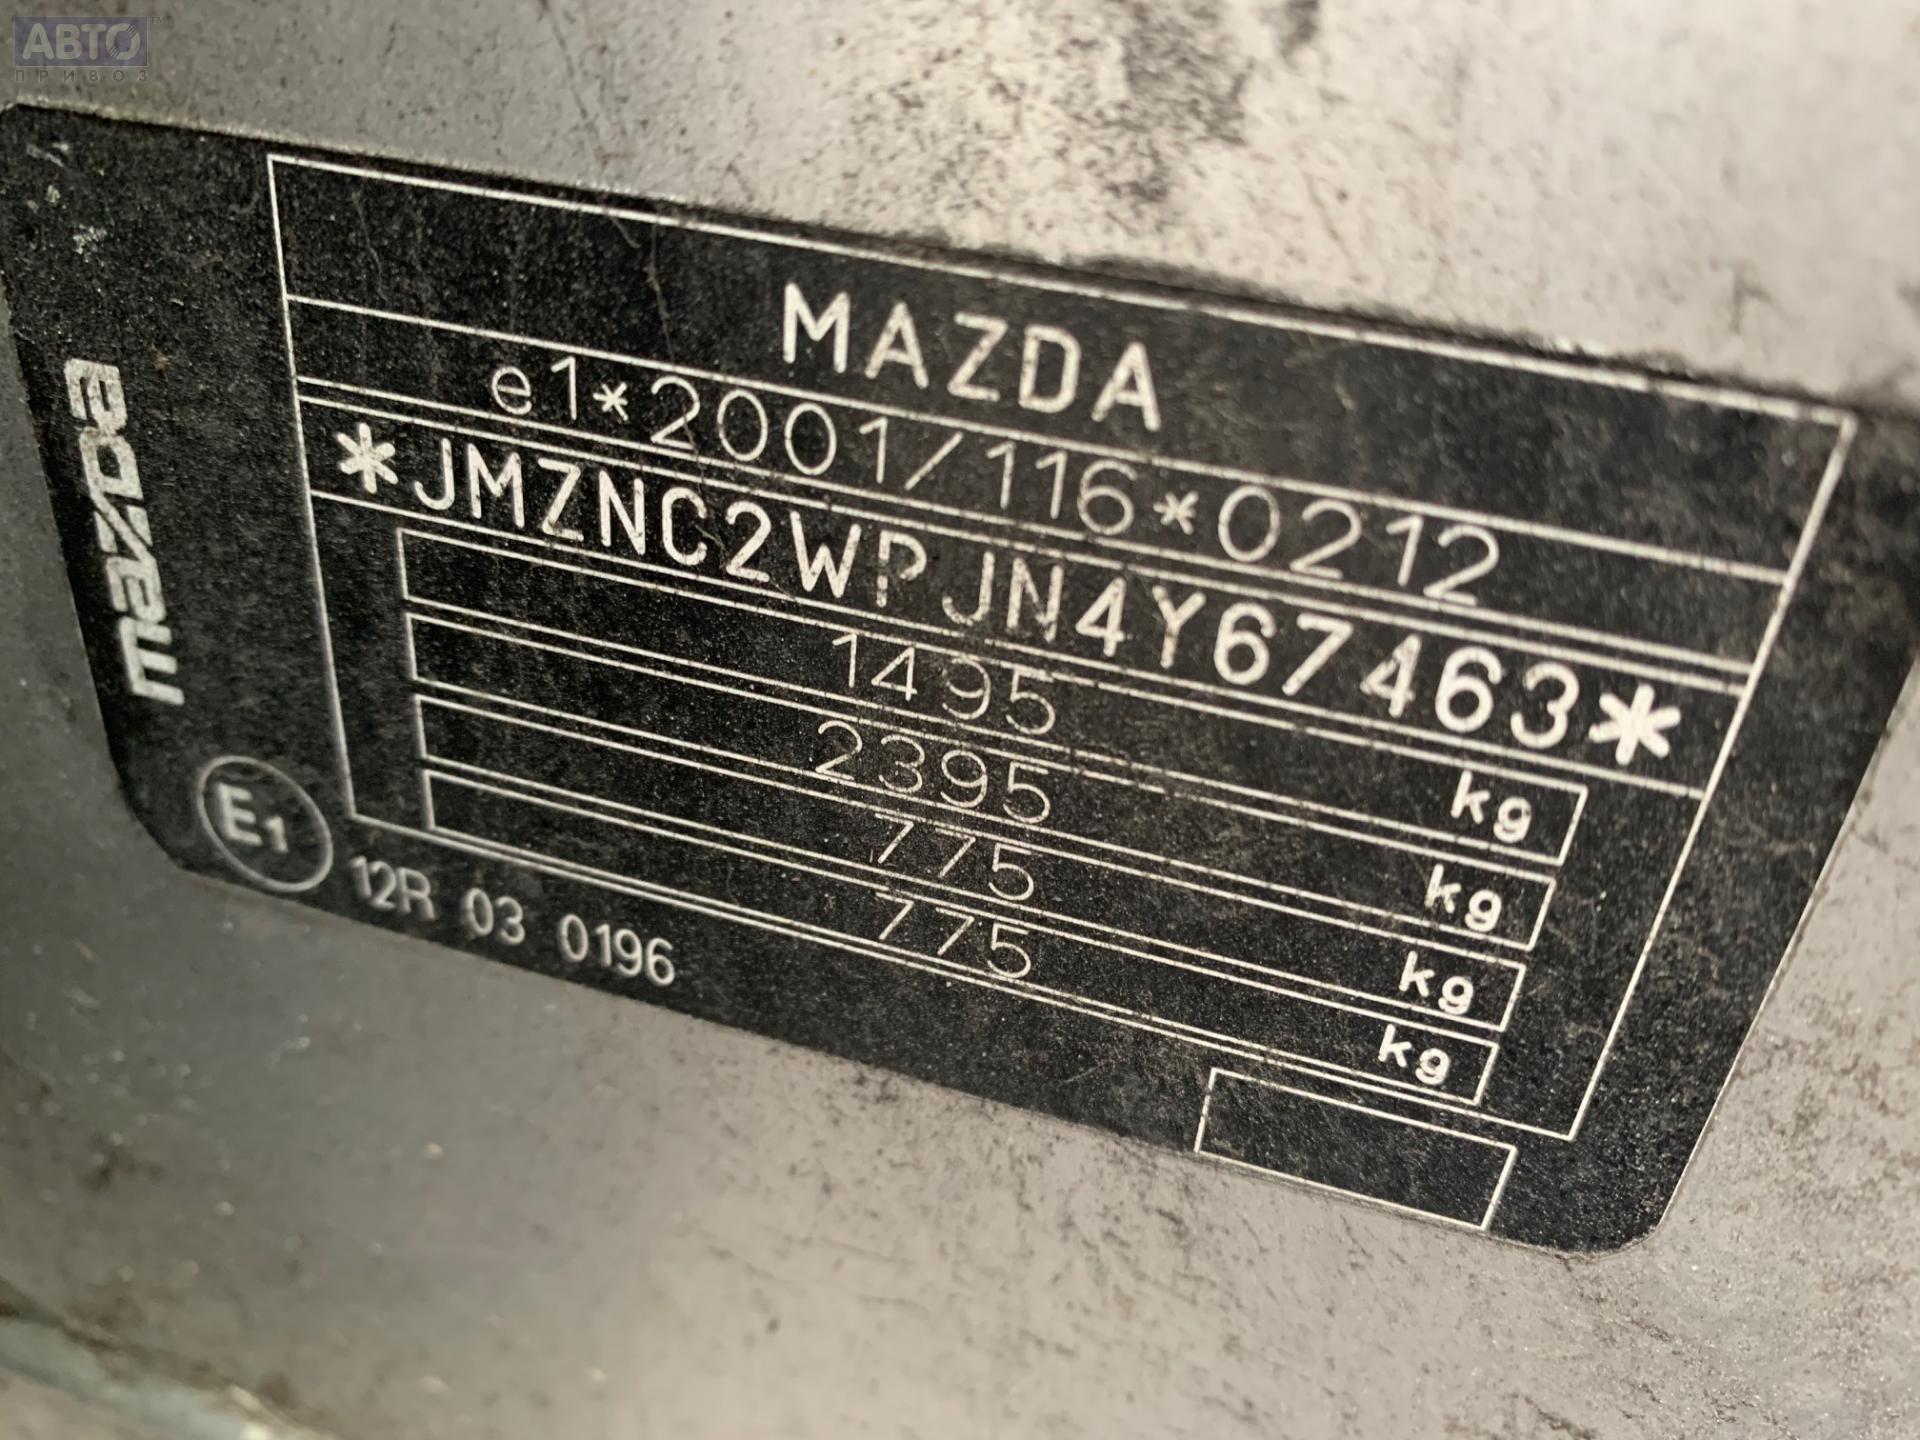 АВТО™
ПРИВОЗ
mazda
MAZDA
e1*2001/116*0212
*JMZNC2WPJN4Y67463*
1495 kg
2395 kg
775 kg
775 kg
E1 12R 03 0196